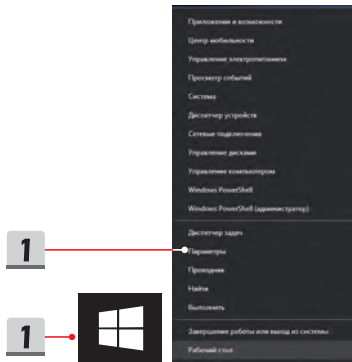 Приложения и возможности
Центр мобильности
Управление электропитанием
Просмотр событий
Система
Диспетчер устройств
Сетевые подключения
Управление дисками
Управление компьютером
Windows PowerShell
Windows PowerShell (администратор)
Диспетчер задач
1
Параметры
Проводник
Найти
Выполнить
1
Завершение работы или выход из системы
Рабочий стол